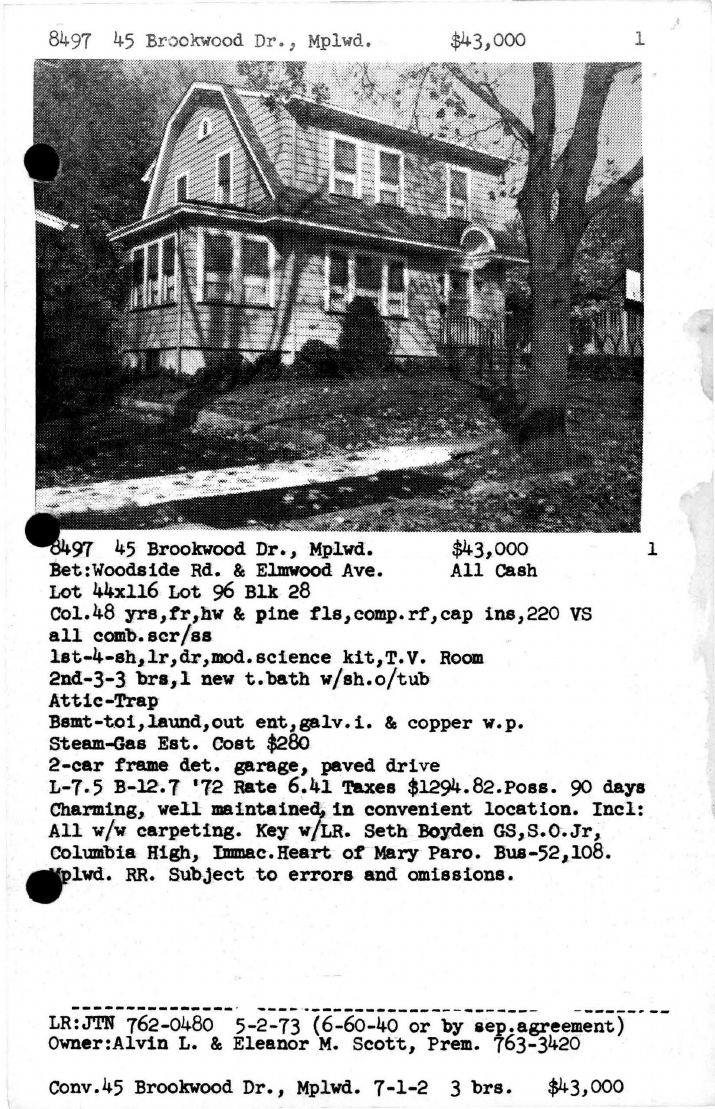 8497 45 Brookwood Dr., Mplwd. $43,000 1
8497 45 Brookwood Dr., Mplwd. $43,000 1
Bet:Woodside Rd. & Elmwood Ave. All Cash
Lot 44x116 Lot 96 Blk 28
Col.48 yrs,fr,hw & pine fls,comp.rf,cap ins,220 VS
all comb.scr/ss
1st-4-sh,lr,dr,mod.science kit,T.V. Room
2nd-3-3 brs,1 new t.bath w/sh.o/tub
Attic-Trap
Bsmt-toi,laund,out ent,galv.i. & copper w.p.
Steam-Gas Est. Cost $280
2-car frame det. garage, paved drive
L-7.5 B-12.7 '72 Rate 6.41 Taxes $1294.82.Poss. 90 days
Charming, well maintained, in convenient location. Incl:
All w/w carpeting. Key w/LR. Seth Boyden GS,S.O.Jr,
Columbia High, Immac.Heart of Mary Paro. Bus-52,108.
Mplwd. RR. Subject to errors and omissions.
LR:JTN 762-0480 5-2-73 (6-60-40 or by sep.agreement)
Owner:Alvin L. & Eleanor M. Scott, Prem. 763-3420
Conv.45 Brookwood Dr., Mplwd. 7-1-2 3 brs. $43,000